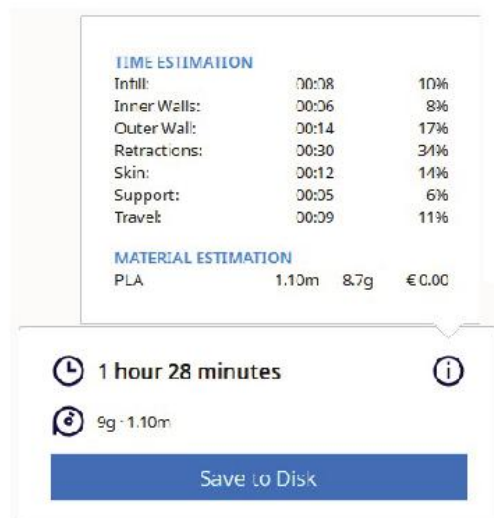 TIME ESTIMATION
Infill: 00:08 10%
Inner Walls: 00:06 8%
Outer Wall: 00:14 17%
Retractions: 00:30 34%
Skin: 00:12 14%
Support: 00:05 6%
Travel: 00:09 11%
MATERIAL ESTIMATION
PLA 1.10m 8.7g € 0.00
1 hour 28 minutes
9g · 1.10m
Save to Disk